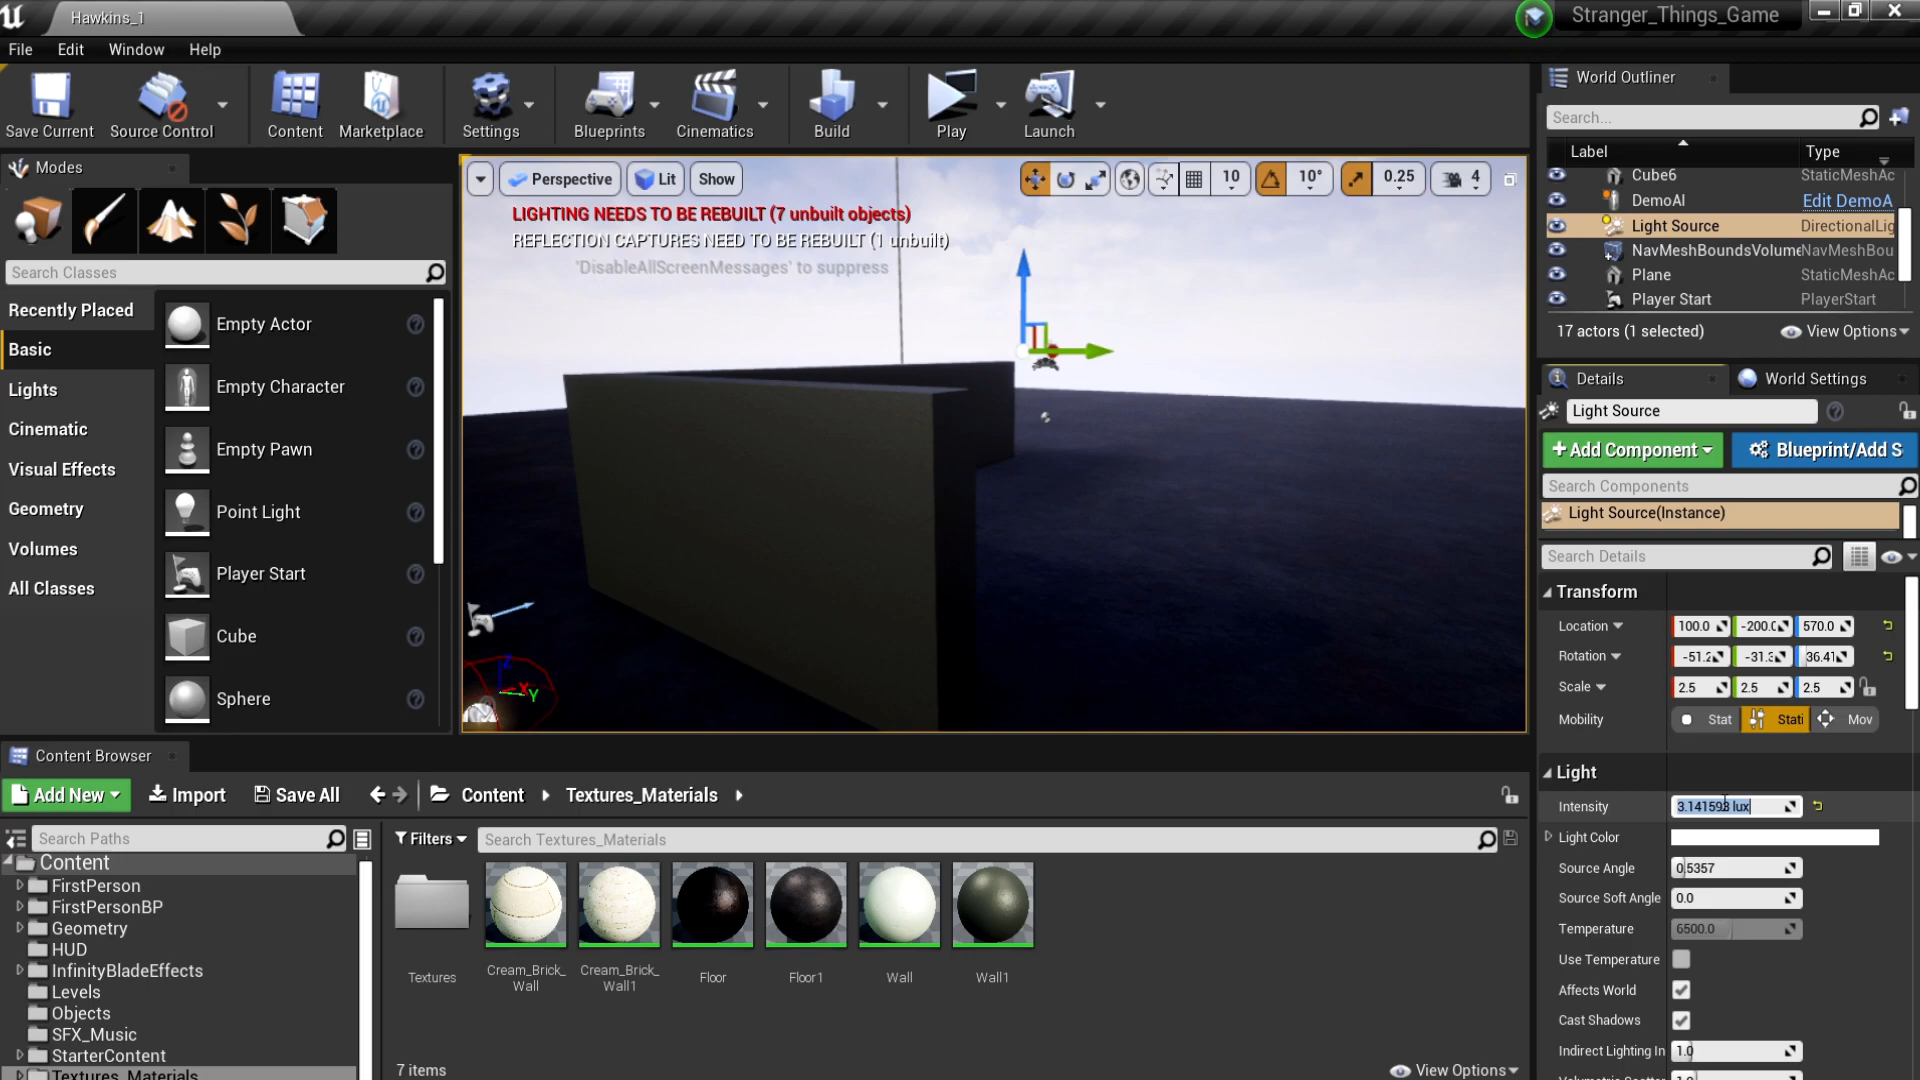 Hawkins_1
Stranger_Things_Game
File Edit Window Help
Save Current
Source Control
Content
Marketplace
Settings
Blueprints
Cinematics
Build
Play
Launch
Modes
Search Classes
Recently Placed
Basic
Lights
Cinematic
Visual Effects
Geometry
Volumes
All Classes
Empty Actor
Empty Character
Empty Pawn
Point Light
Player Start
Cube
Sphere
Perspective Lit Show 10 10° 0.25 4
LIGHTING NEEDS TO BE REBUILT (7 unbuilt objects)
REFLECTION CAPTURES NEED TO BE REBUILT (1 unbuilt)
'DisableAllScreenMessages' to suppress
Z X Y
World Outliner
Search...
Label Type
Cube6 StaticMeshAc
DemoAI Edit DemoA
Light Source DirectionalLig
NavMeshBoundsVolume NavMeshBou
Plane StaticMeshAc
Player Start PlayerStart
17 actors (1 selected) View Options
Details World Settings
Light Source
+ Add Component Blueprint/Add S
Search Components
Light Source(Instance)
Search Details
Transform
Location 100.0 -200.0 570.0
Rotation -51.2 -31.3 36.41
Scale 2.5 2.5 2.5
Mobility Stat Stati Mov
Light
Intensity 3.141593 lux
Light Color
Source Angle 0.5357
Source Soft Angle 0.0
Temperature 6500.0
Use Temperature
Affects World
Cast Shadows
Indirect Lighting In 1.0
Content Browser
Add New Import Save All Content Textures_Materials
Search Paths
Filters Search Textures_Materials
Content
FirstPerson
FirstPersonBP
Geometry
HUD
InfinityBladeEffects
Levels
Objects
SFX_Music
StarterContent
Textures_Materials
Textures
Cream_Brick_
Wall
Cream_Brick_
Wall1
Floor
Floor1
Wall
Wall1
7 items View Options